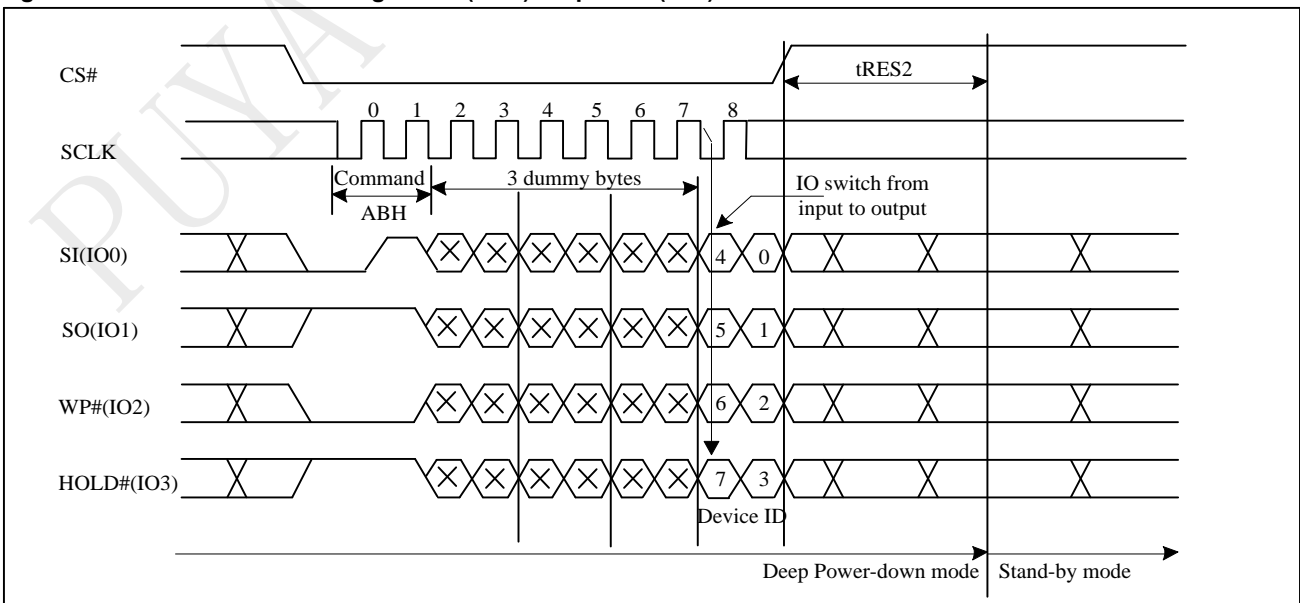 PUYA
CS#
tRES2
0 1 2 3 4 5 6 7 8
SCLK
Command
3 dummy bytes
ABH
IO switch from
input to output
SI(IO0)
4 0
SO(IO1)
5 1
WP#(IO2)
6 2
HOLD#(IO3)
7 3
Device ID
Deep Power-down mode
Stand-by mode